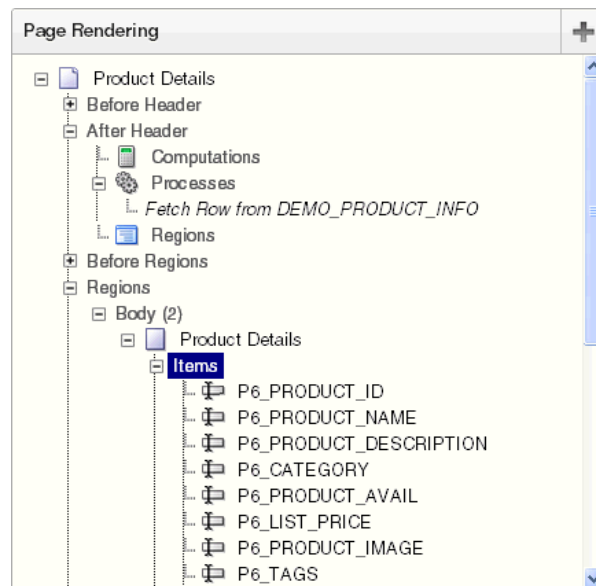 Page Rendering
Product Details
Before Header
After Header
Computations
Processes
Fetch Row from DEMO_PRODUCT_INFO
Regions
Before Regions
Regions
Body (2)
Product Details
Items
P6_PRODUCT_ID
P6_PRODUCT_NAME
P6_PRODUCT_DESCRIPTION
P6_CATEGORY
P6_PRODUCT_AVAIL
P6_LIST_PRICE
P6_PRODUCT_IMAGE
P6_TAGS